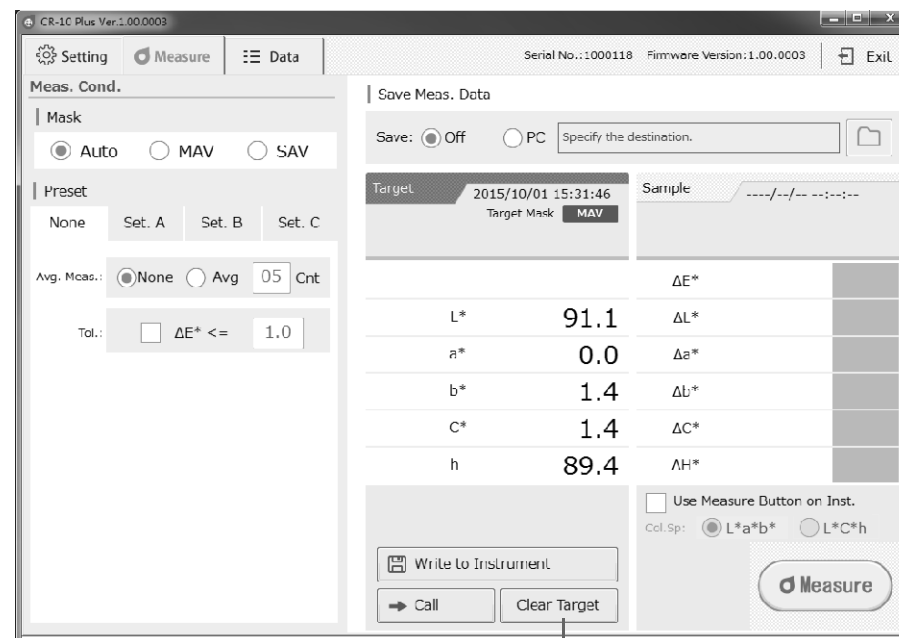 CR-10 Plus Ver.1.00.0003
Setting Measure Data Serial No.:1000118 Firmware Version:1.00.0003 Exit
Meas. Cond.
Mask
Auto MAV SAV
Preset
None Set. A Set. B Set. C
Avg. Meas.: None Avg 05 Cnt
Tol.: ΔE* <= 1.0
Save Meas. Data
Save: Off PC Specify the destination.
Target 2015/10/01 15:31:46
Target Mask MAV
Sample ----/--/-- --:--:--
L* 91.1
a* 0.0
b* 1.4
C* 1.4
h 89.4
ΔE*
ΔL*
Δa*
Δb*
ΔC*
ΔH*
Write to Instrument
Call Clear Target
Use Measure Button on Inst.
Col.Sp: L*a*b* L*C*h
Measure